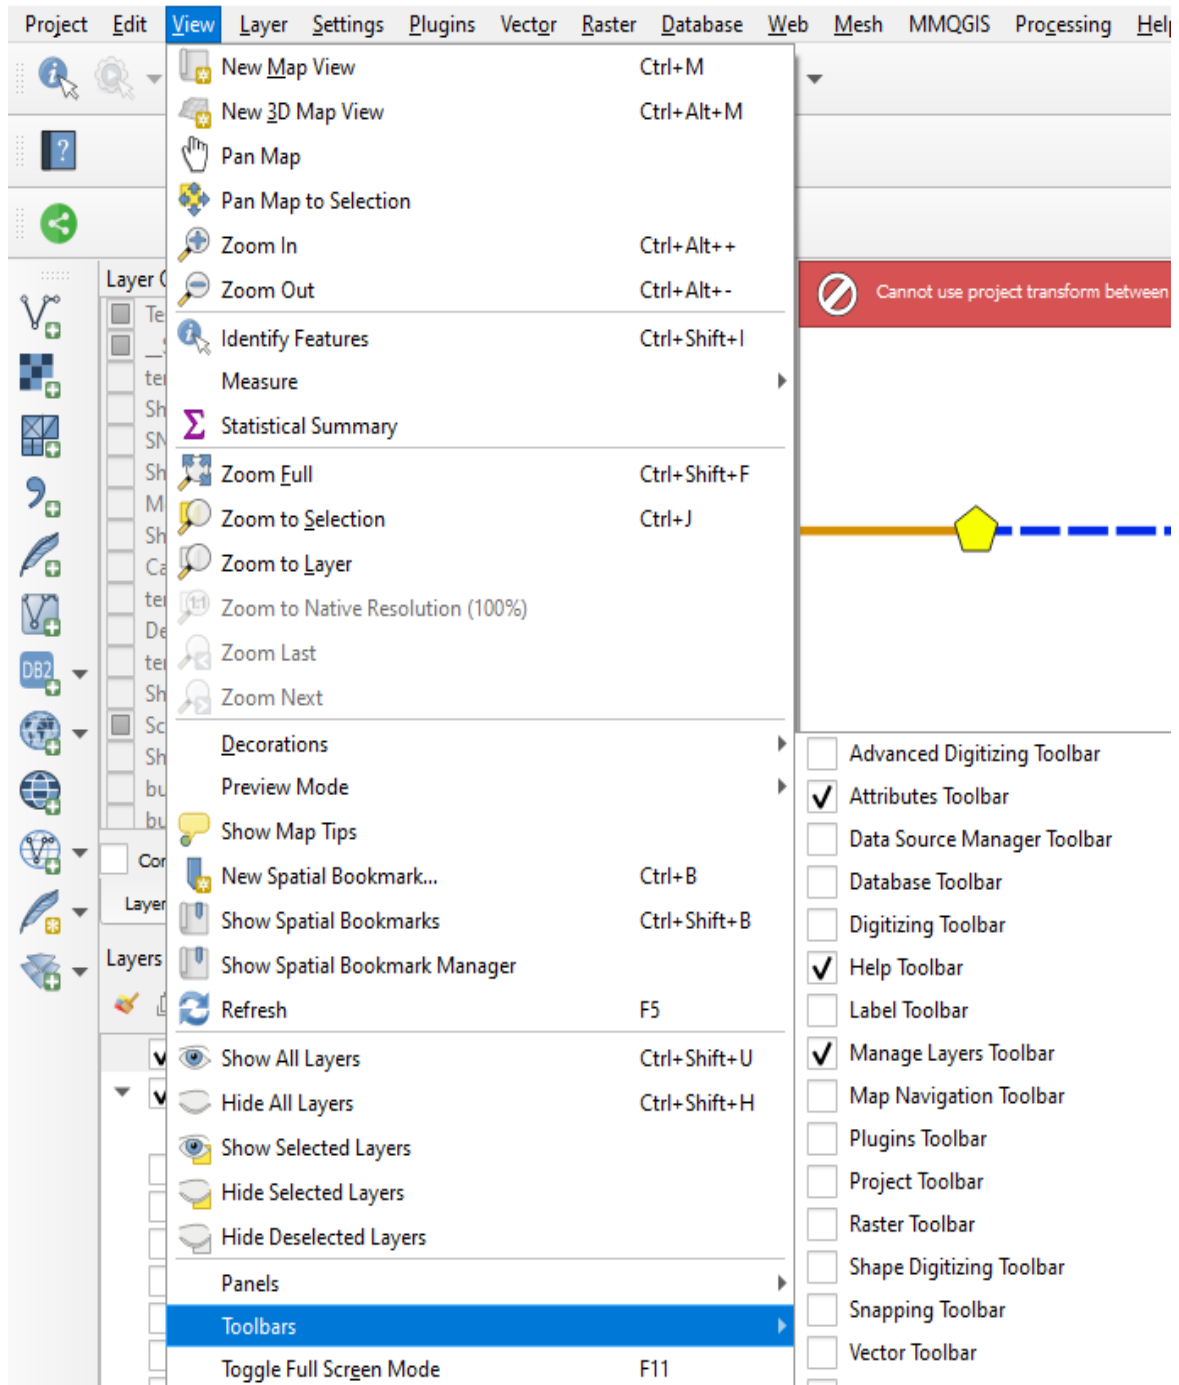 Project Edit View Layer Settings Plugins Vector Raster Database Web Mesh MMQGIS Processing Help
New Map View Ctrl+M
New 3D Map View Ctrl+Alt+M
Pan Map
Pan Map to Selection
Zoom In Ctrl+Alt++
Zoom Out Ctrl+Alt+-
Layer
Cannot use project transform between
Identify Features Ctrl+Shift+I
Measure
Statistical Summary
Zoom Full Ctrl+Shift+F
Zoom to Selection Ctrl+J
Zoom to Layer
Zoom to Native Resolution (100%)
Zoom Last
Zoom Next
DB2
Decorations
Preview Mode
Show Map Tips
New Spatial Bookmark... Ctrl+B
Show Spatial Bookmarks Ctrl+Shift+B
Show Spatial Bookmark Manager
Refresh F5
Layer
Layers
Show All Layers Ctrl+Shift+U
Hide All Layers Ctrl+Shift+H
Show Selected Layers
Hide Selected Layers
Hide Deselected Layers
Panels
Toolbars
Toggle Full Screen Mode F11
Advanced Digitizing Toolbar
Attributes Toolbar
Data Source Manager Toolbar
Database Toolbar
Digitizing Toolbar
Help Toolbar
Label Toolbar
Manage Layers Toolbar
Map Navigation Toolbar
Plugins Toolbar
Project Toolbar
Raster Toolbar
Shape Digitizing Toolbar
Snapping Toolbar
Vector Toolbar